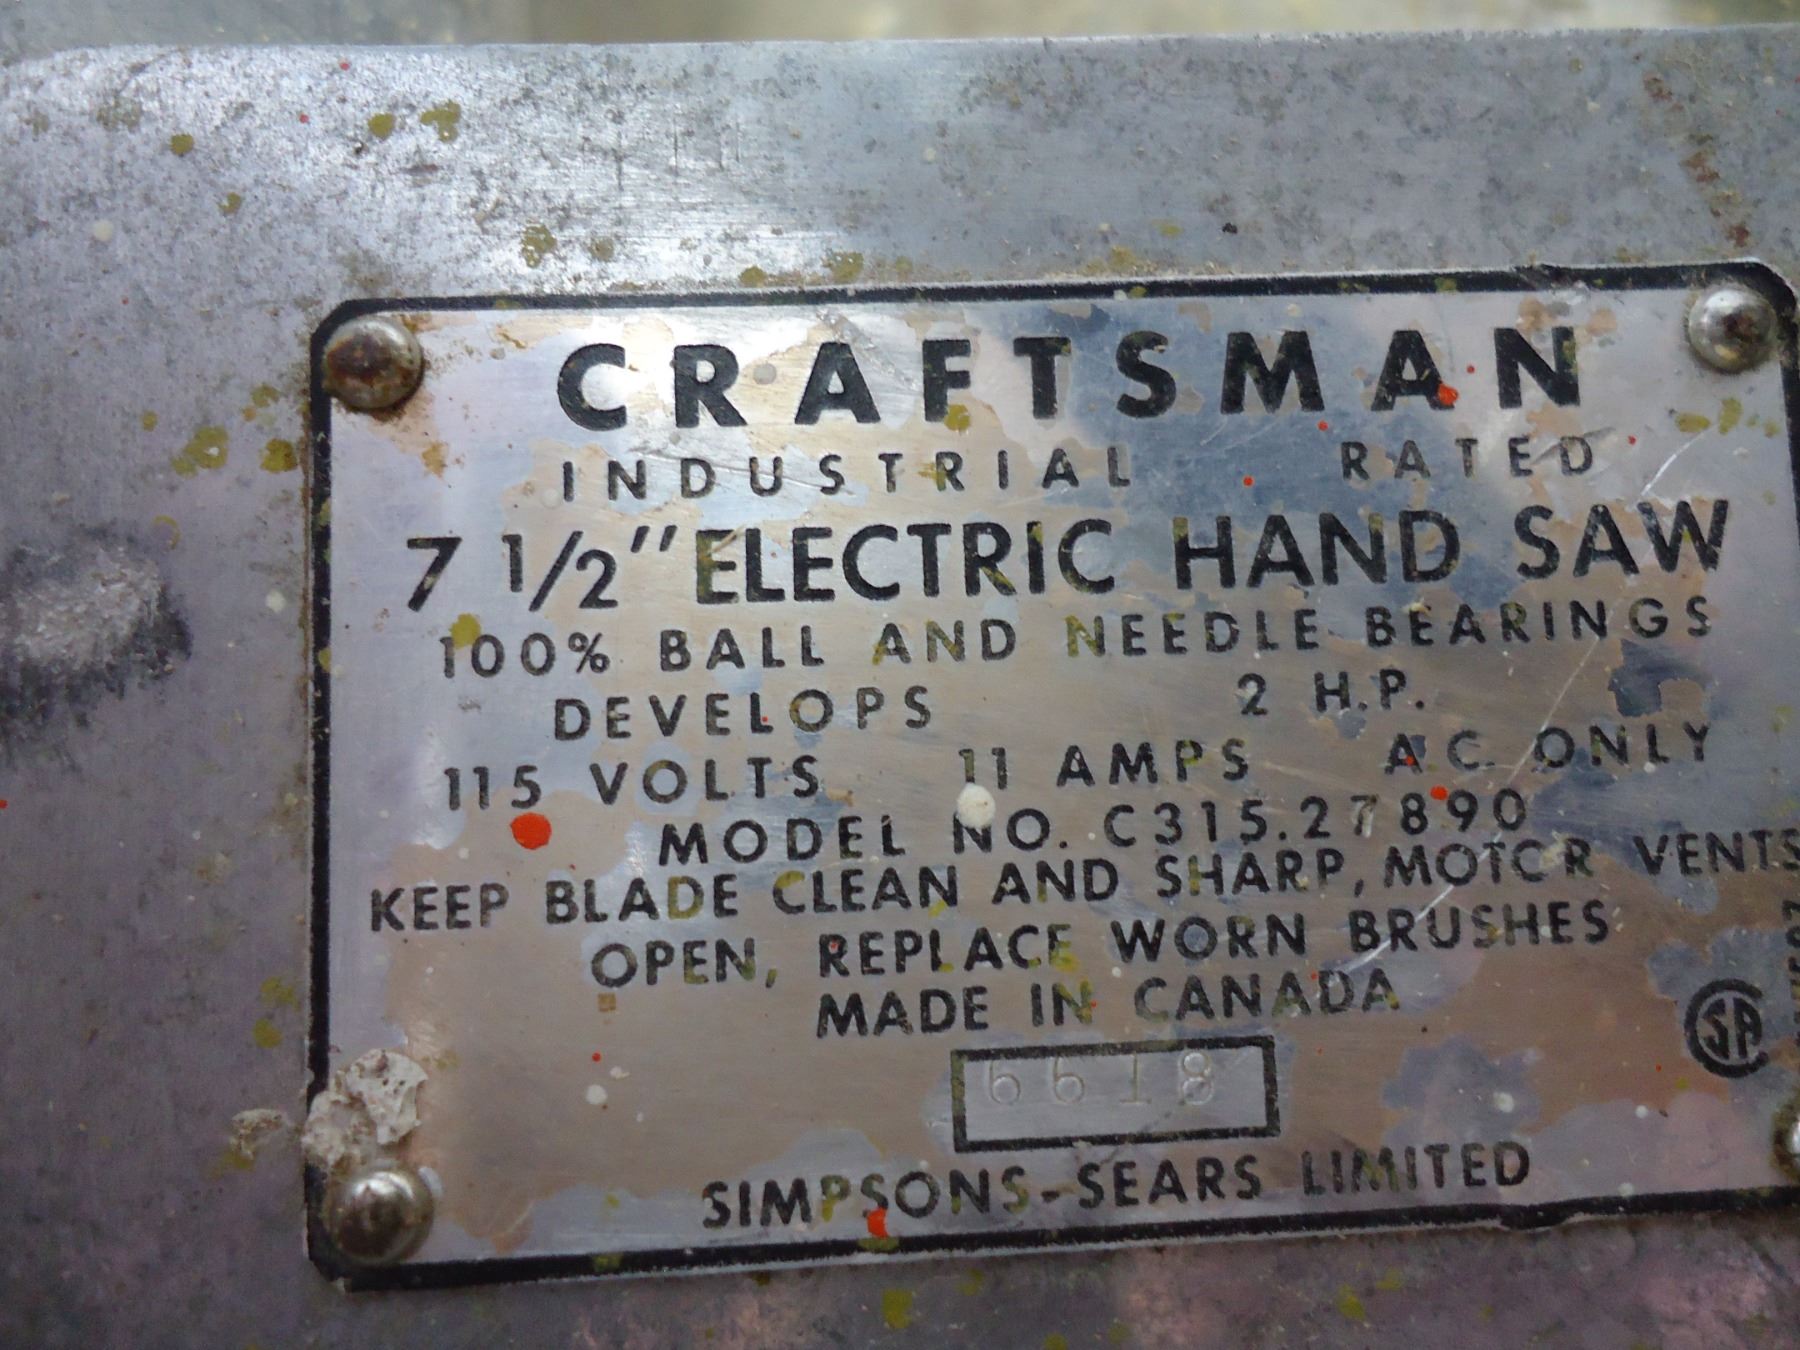 CRAFTSMAN
INDUSTRIAL RATED
7 1/2" ELECTRIC HAND SAW
100% BALL AND NEEDLE BEARINGS
DEVELOPS 2 H.P.
115 VOLTS 11 AMPS A.C. ONLY
MODEL NO. C315.27890
KEEP BLADE CLEAN AND SHARP, MOTOR VENTS
OPEN, REPLACE WORN BRUSHES
MADE IN CANADA
SA
6618
SIMPSONS-SEARS LIMITED